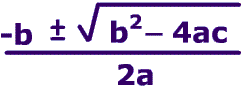 -b ± √b²– 4ac
2a